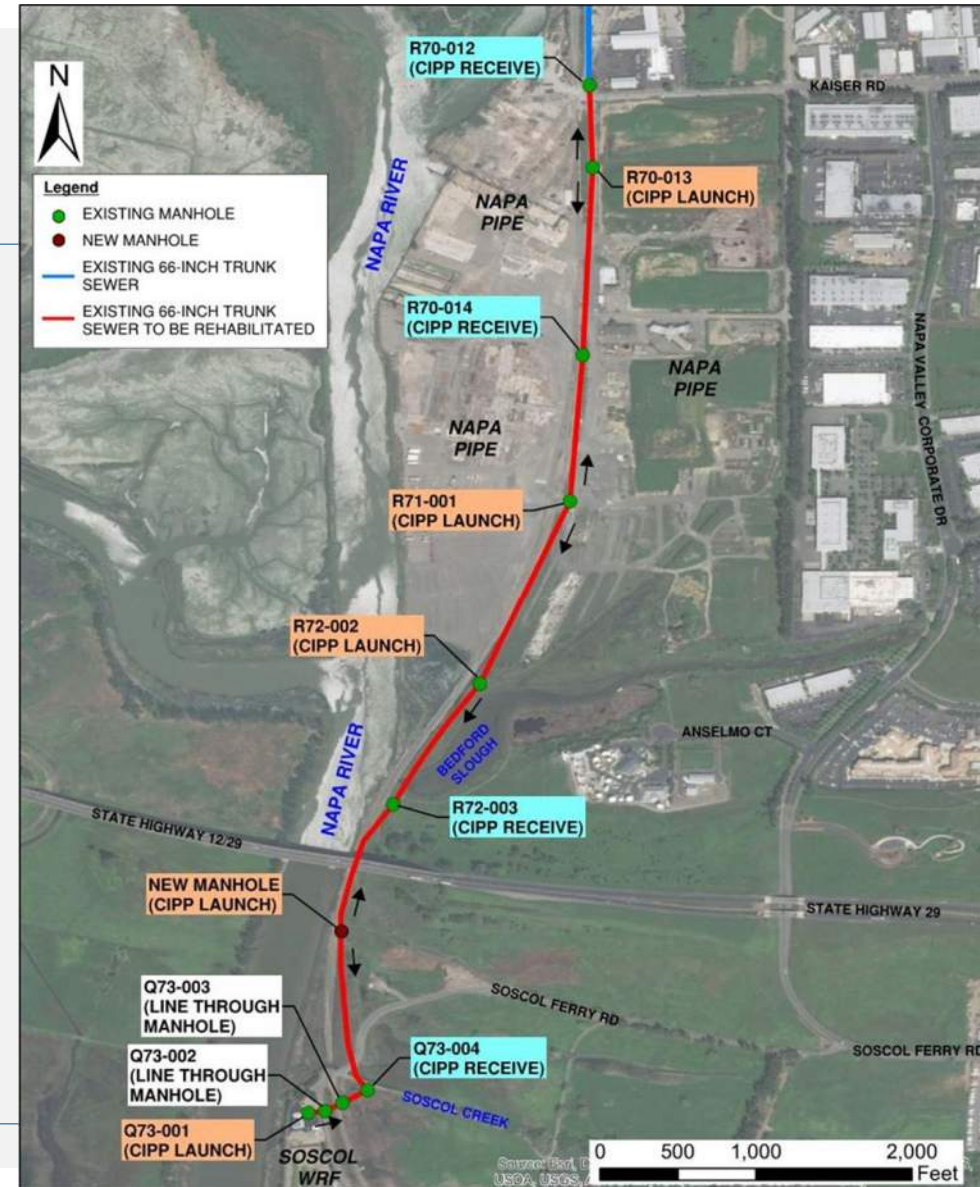 R70-012
(CIPP RECEIVE)
KAISER RD
N
Legend
EXISTING MANHOLE
NEW MANHOLE
EXISTING 66-INCH TRUNK
SEWER
EXISTING 66-INCH TRUNK
SEWER TO BE REHABILITATED
NAPA RIVER
NAPA
PIPE
R70-013
(CIPP LAUNCH)
R70-014
(CIPP RECEIVE)
NAPA
PIPE
NAPA VALLEY CORPORATE DR
NAPA
PIPE
R71-001
(CIPP LAUNCH)
R72-002
(CIPP LAUNCH)
ANSELMO CT
BEDFORD
SLOUGH
NAPA RIVER
R72-003
(CIPP RECEIVE)
STATE HIGHWAY 12/29
NEW MANHOLE
(CIPP LAUNCH)
STATE HIGHWAY 29
Q73-003
(LINE THROUGH
MANHOLE)
SOSCOL FERRY RD
Q73-004
(CIPP RECEIVE)
SOSCOL FERRY RD
Q73-002
(LINE THROUGH
MANHOLE)
SOSCOL CREEK
Q73-001
(CIPP LAUNCH)
SOSCOL
WRF
0 500 1,000 2,000
Feet
Source: Esri,
USDA, USGS,